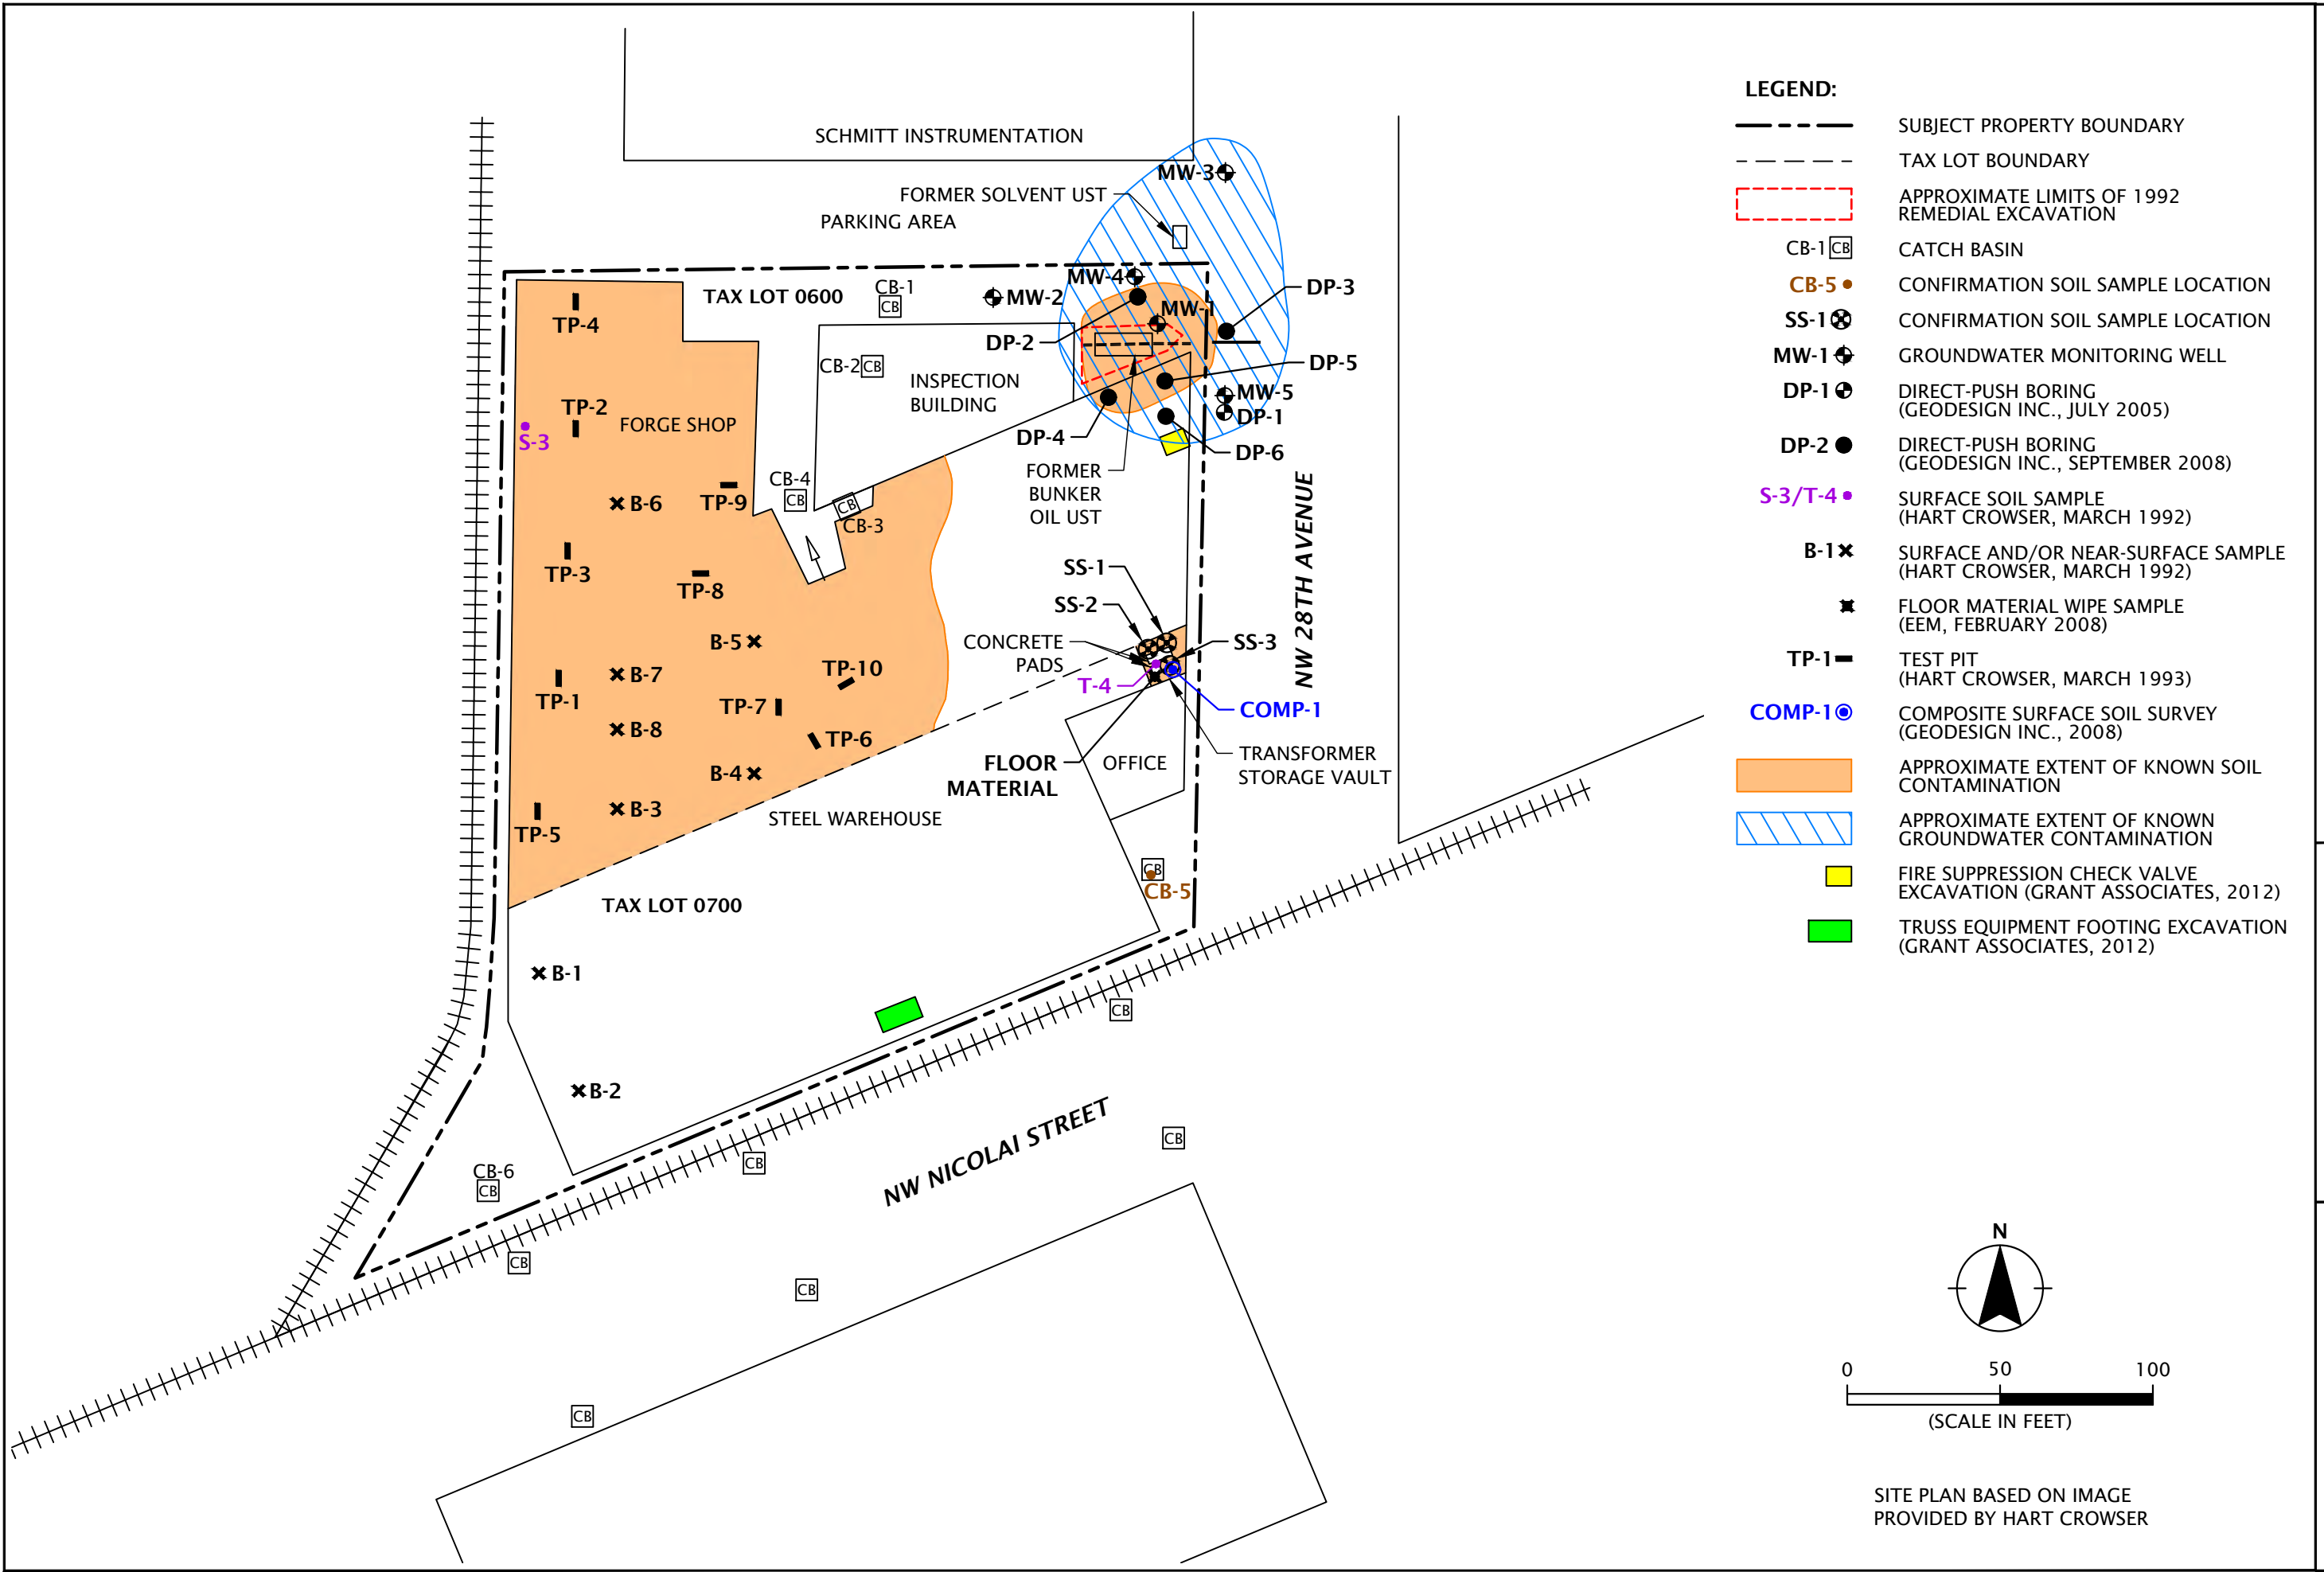 SCHMITT INSTRUMENTATION
MW-3
FORMER SOLVENT UST
PARKING AREA
MW-4
DP-3
CB-1
CB
TAX LOT 0600
MW-2
MW-1
TP-4
DP-2
DP-5
CB-2 CB
INSPECTION
BUILDING
MW-5
DP-1
TP-2
FORGE SHOP
S-3
DP-4
DP-6
FORMER
BUNKER
OIL UST
CB-4
CB
CB
CB-3
TP-9
B-6
NW 28TH AVENUE
TP-3
TP-8
SS-1
SS-2
SS-3
CONCRETE
PADS
B-5
TP-10
T-4
B-7
TP-1
TP-7
COMP-1
B-8
TP-6
TRANSFORMER
STORAGE VAULT
FLOOR
MATERIAL
OFFICE
B-4
B-3
TP-5
STEEL WAREHOUSE
CB
CB-5
TAX LOT 0700
B-1
CB
B-2
NW NICOLAI STREET
CB
CB
CB-6
CB
CB
CB
CB
LEGEND:
SUBJECT PROPERTY BOUNDARY
TAX LOT BOUNDARY
APPROXIMATE LIMITS OF 1992
REMEDIAL EXCAVATION
CB-1 CB CATCH BASIN
CB-5 CONFIRMATION SOIL SAMPLE LOCATION
SS-1 CONFIRMATION SOIL SAMPLE LOCATION
MW-1 GROUNDWATER MONITORING WELL
DP-1 DIRECT-PUSH BORING
(GEODESIGN INC., JULY 2005)
DP-2 DIRECT-PUSH BORING
(GEODESIGN INC., SEPTEMBER 2008)
S-3/T-4 SURFACE SOIL SAMPLE
(HART CROWSER, MARCH 1992)
B-1 SURFACE AND/OR NEAR-SURFACE SAMPLE
(HART CROWSER, MARCH 1992)
FLOOR MATERIAL WIPE SAMPLE
(EEM, FEBRUARY 2008)
TP-1 TEST PIT
(HART CROWSER, MARCH 1993)
COMP-1 COMPOSITE SURFACE SOIL SURVEY
(GEODESIGN INC., 2008)
APPROXIMATE EXTENT OF KNOWN SOIL
CONTAMINATION
APPROXIMATE EXTENT OF KNOWN
GROUNDWATER CONTAMINATION
FIRE SUPPRESSION CHECK VALVE
EXCAVATION (GRANT ASSOCIATES, 2012)
TRUSS EQUIPMENT FOOTING EXCAVATION
(GRANT ASSOCIATES, 2012)
N
0 50 100
(SCALE IN FEET)
SITE PLAN BASED ON IMAGE
PROVIDED BY HART CROWSER